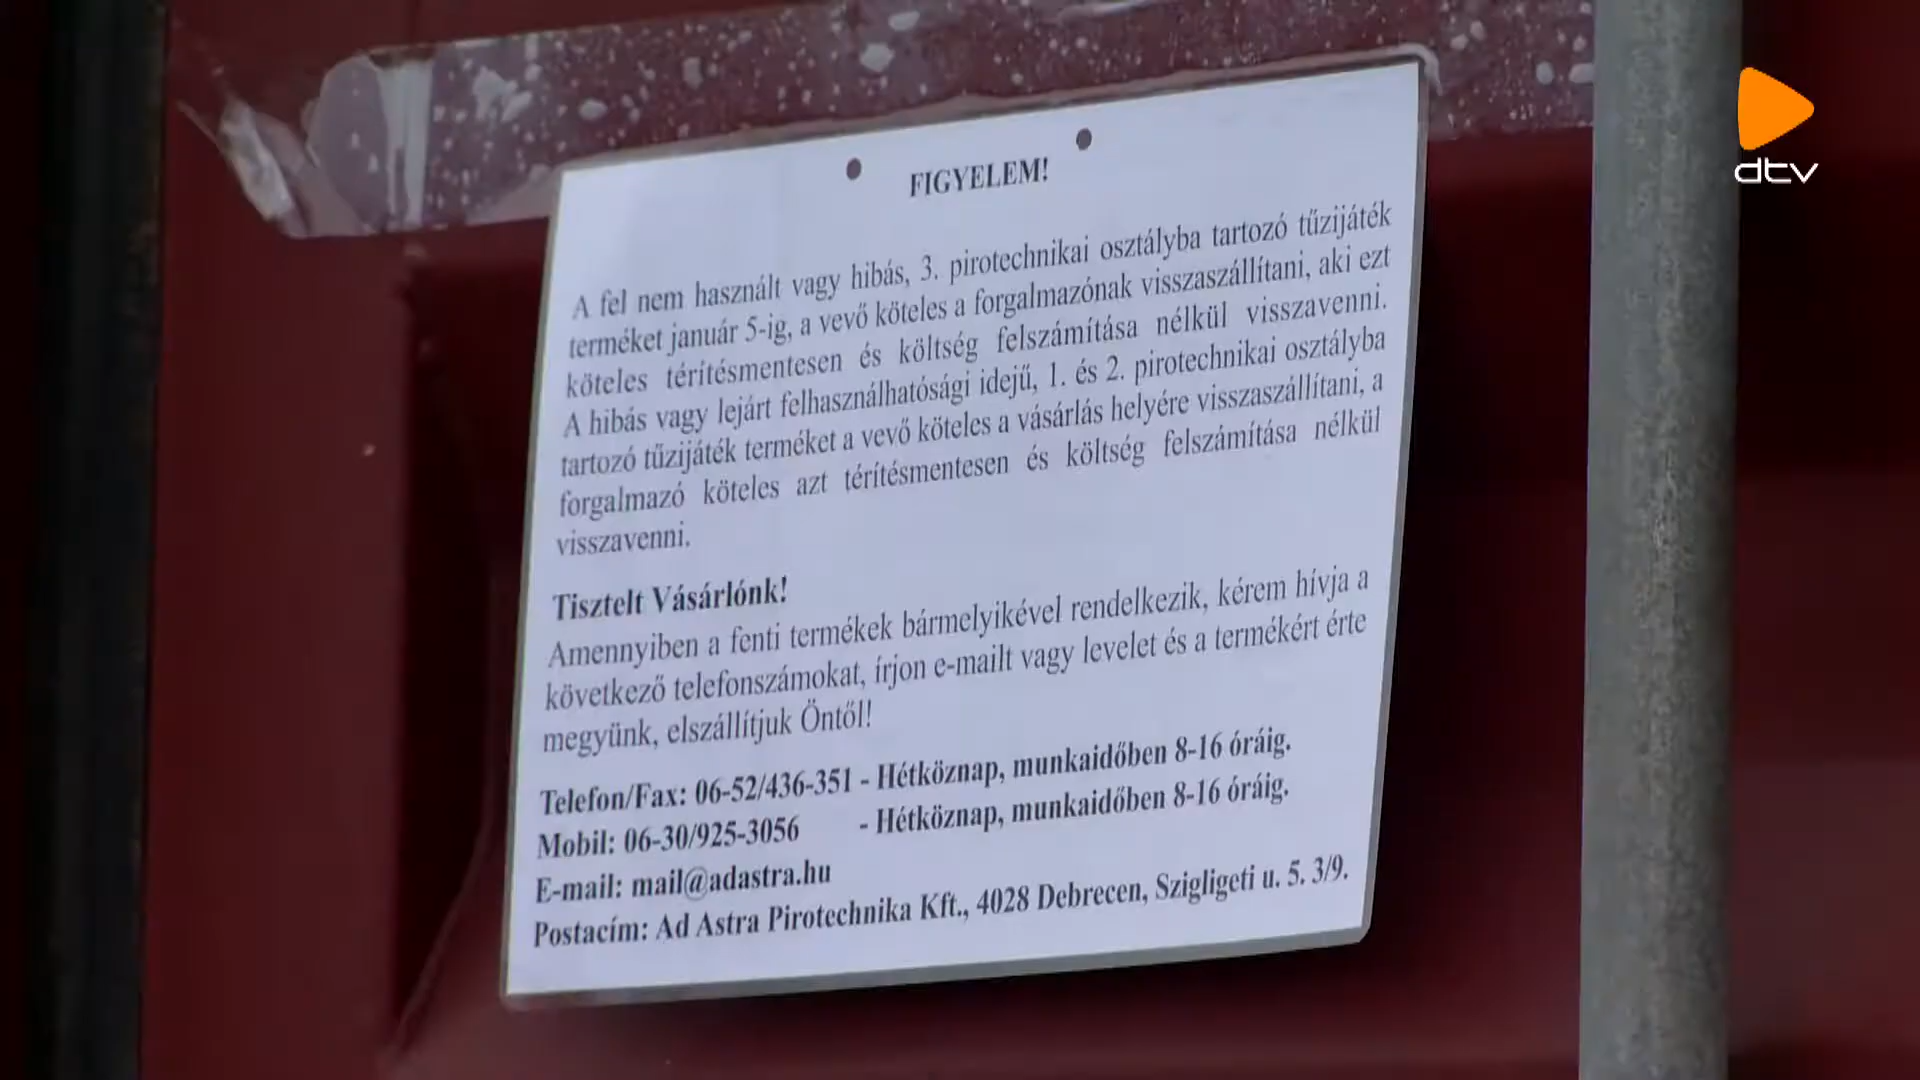 FIGYELEM!
A fel nem használt vagy hibás, 3. pirotechnikai osztályba tartozó tűzijáték
terméket január 5-ig, a vevő köteles a forgalmazónak visszaszállítani, aki ezt
köteles térítésmentesen és költség felszámítása nélkül visszavenni.
A hibás vagy lejárt felhasználhatósági idejű, 1. és 2. pirotechnikai osztályba
tartozó tűzijáték terméket a vevő köteles a vásárlás helyére visszaszállítani, a
forgalmazó köteles azt térítésmentesen és költség felszámítása nélkül
visszavenni.
Tisztelt Vásárlónk!
Amennyiben a fenti termékek bármelyikével rendelkezik, kérem hívja a
következő telefonszámokat, írjon e-mailt vagy levelet és a termékért érte
megyünk, elszállítjuk Öntől!
Telefon/Fax: 06-52/436-351 - Hétköznap, munkaidőben 8-16 óráig.
Mobil: 06-30/925-3056 - Hétköznap, munkaidőben 8-16 óráig.
E-mail: mail@adastra.hu
Postacím: Ad Astra Pirotechnika Kft., 4028 Debrecen, Szigligeti u. 5. 3/9.
dtv